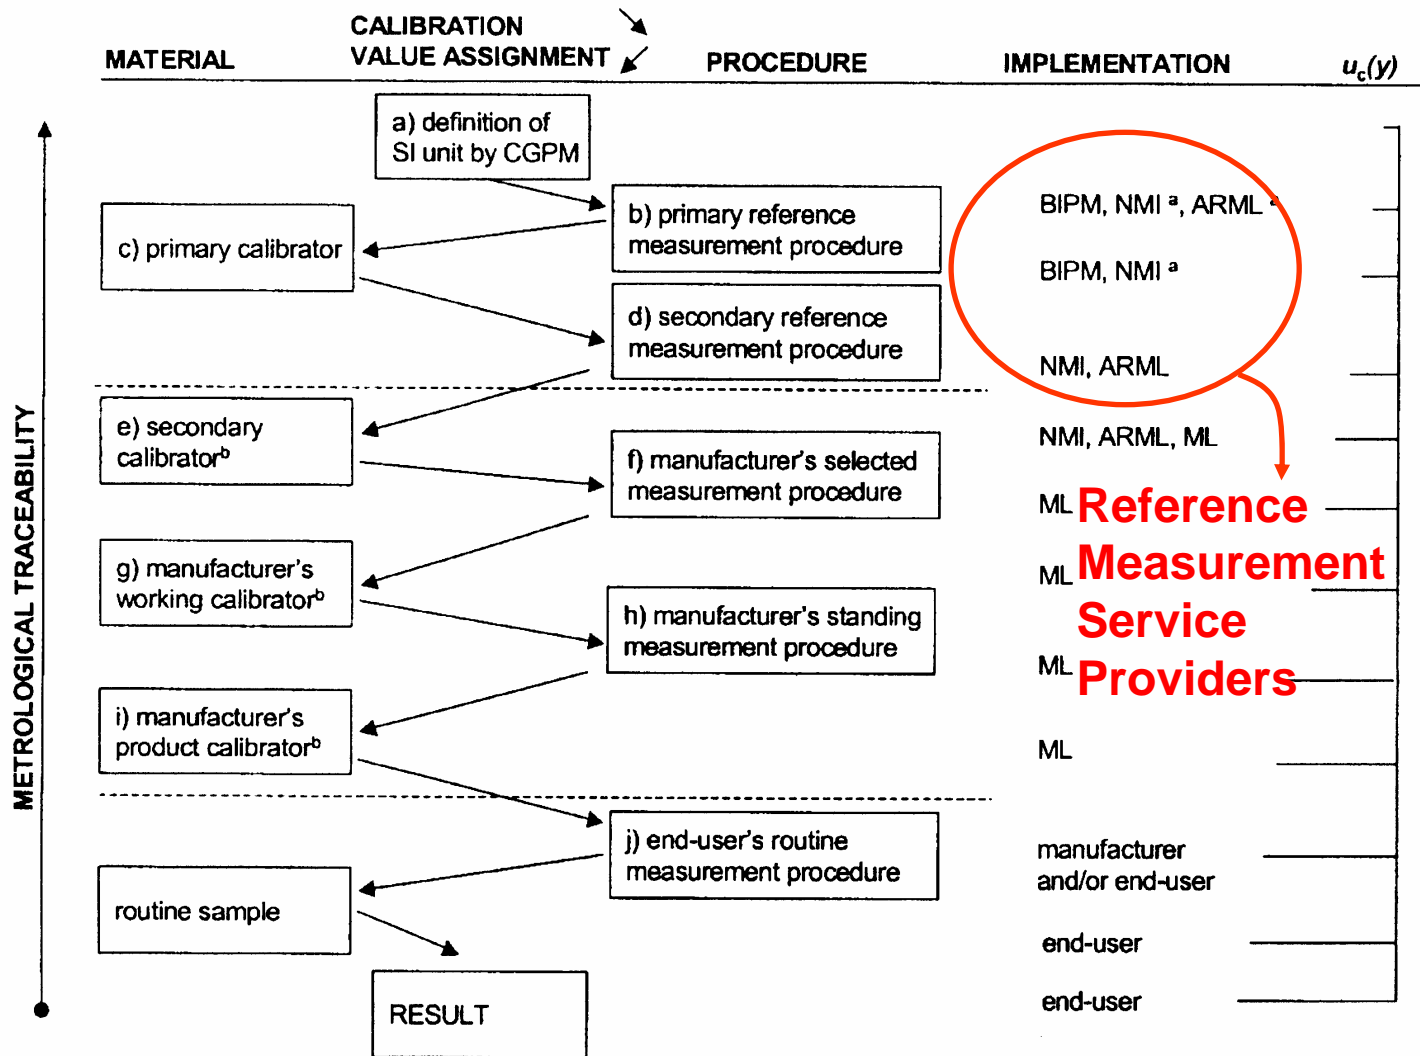 CALIBRATION
MATERIAL VALUE ASSIGNMENT PROCEDURE IMPLEMENTATION uc(y)
a) definition of
SI unit by CGPM
b) primary reference
measurement procedure
BIPM, NMI a, ARML a
c) primary calibrator
BIPM, NMI a
d) secondary reference
measurement procedure
NMI, ARML
e) secondary
calibratorb
NMI, ARML, ML
f) manufacturer's selected
measurement procedure
ML
Reference
Measurement
Service
Providers
g) manufacturer's
working calibratorb
ML
h) manufacturer's standing
measurement procedure
ML
i) manufacturer's
product calibratorb
ML
j) end-user's routine
measurement procedure
manufacturer
and/or end-user
routine sample
end-user
RESULT
end-user
METROLOGICAL TRACEABILITY